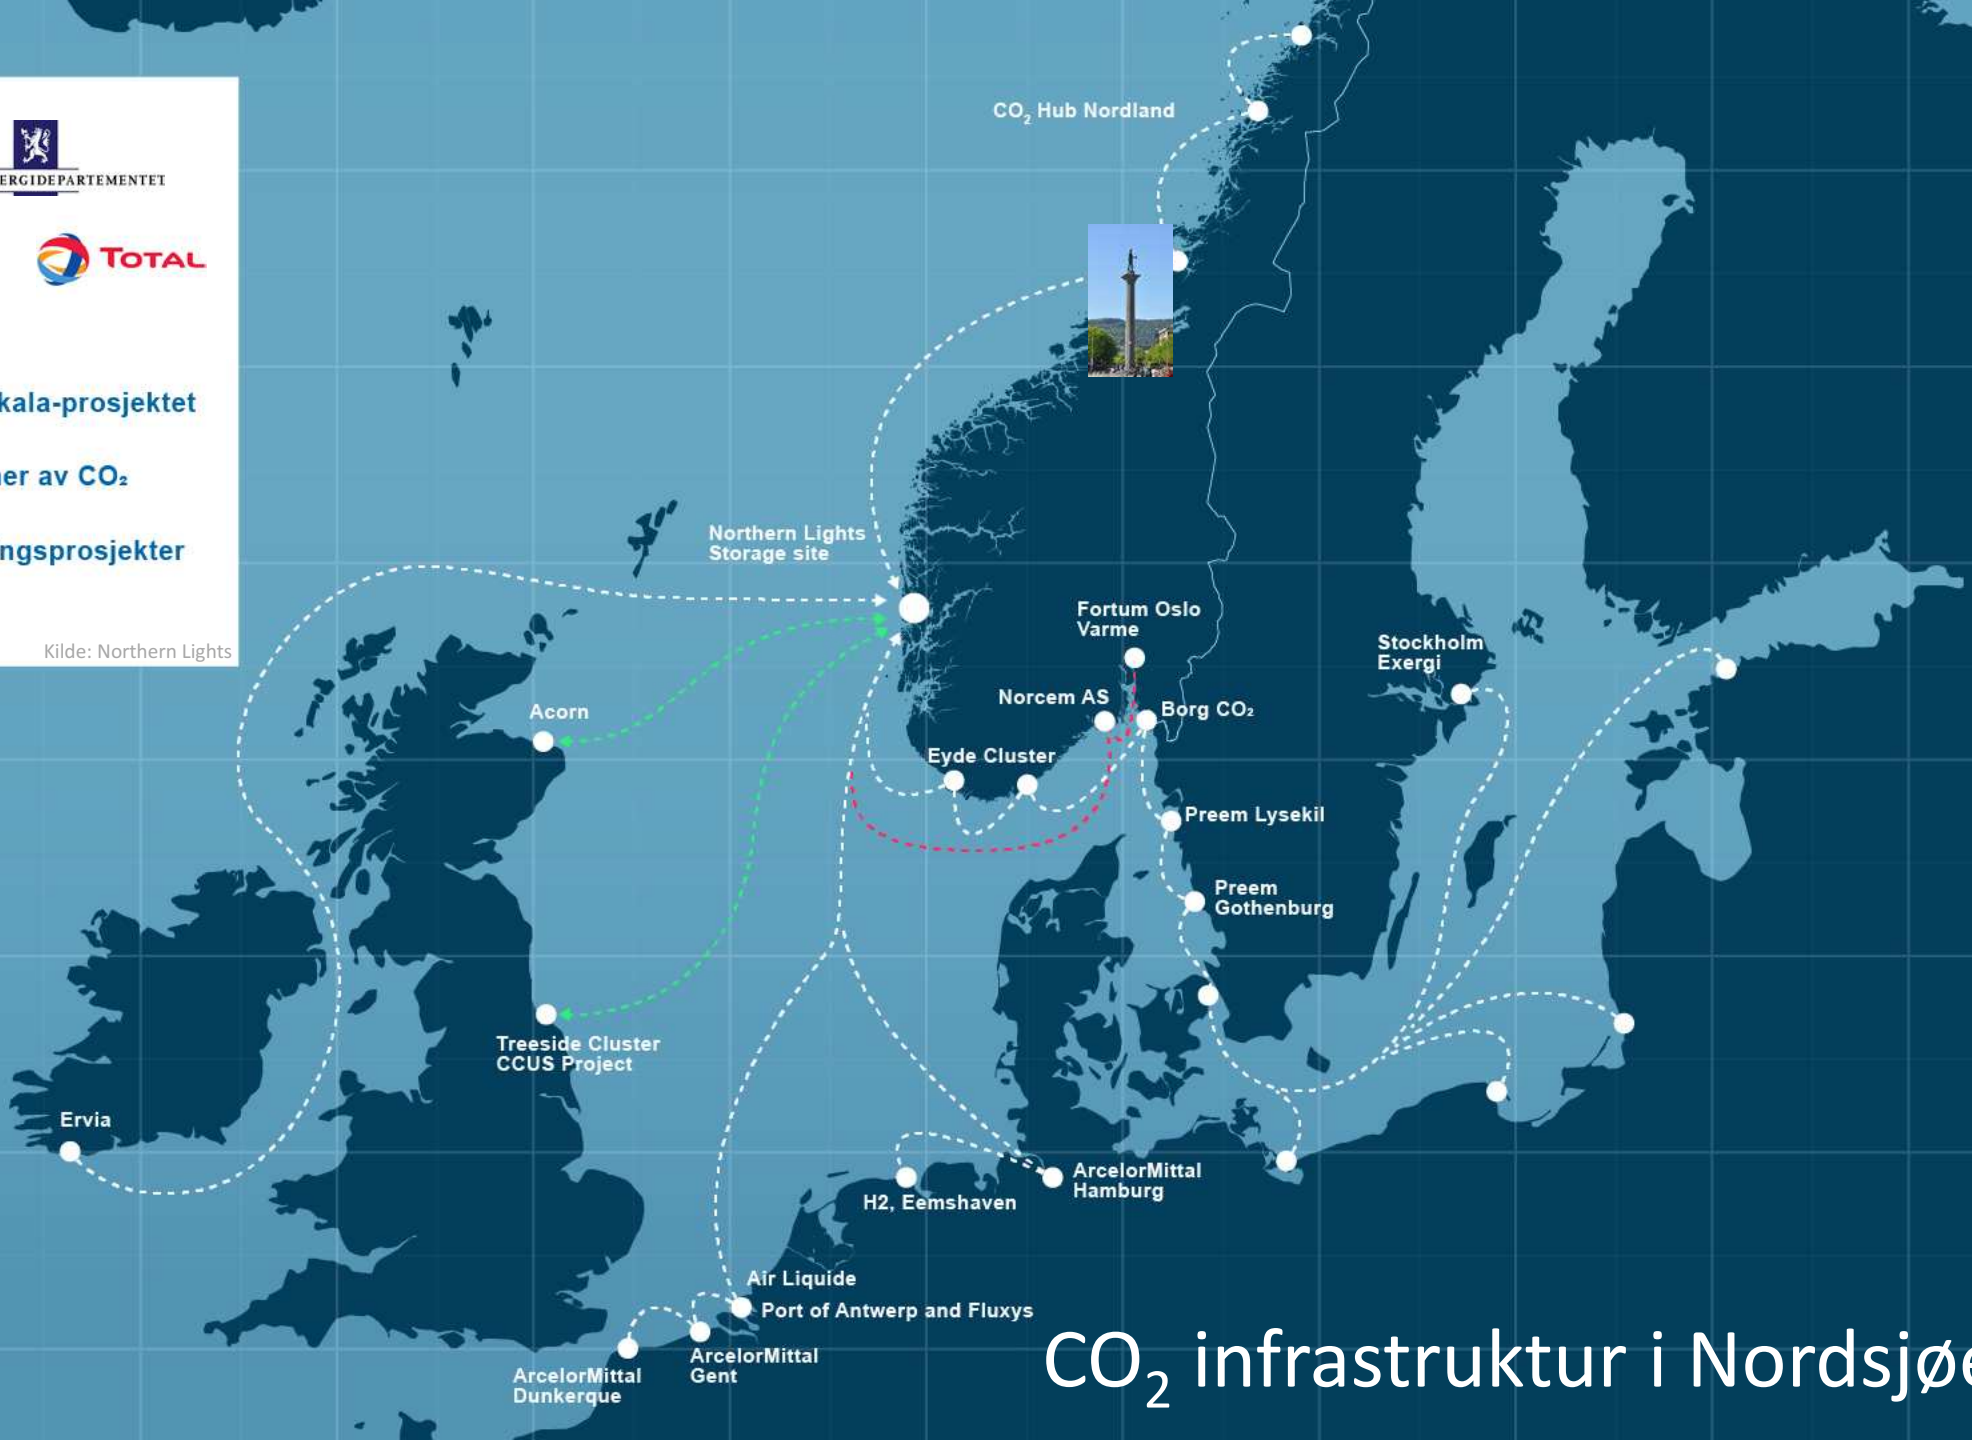 CO₂ Hub Nordland
ERGIDEPARTEMENTET
TOTAL
kala-prosjektet
er av CO₂
ngsprosjekter
Kilde: Northern Lights
Northern Lights
Storage site
Fortum Oslo
Varme
Stockholm
Exergi
Norcem AS
Borg CO₂
Acorn
Eyde Cluster
Preem Lysekil
Preem
Gothenburg
Treeside Cluster
CCUS Project
Ervia
ArcelorMittal
Hamburg
H2, Eemshaven
Air Liquide
Port of Antwerp and Fluxys
ArcelorMittal
Gent
ArcelorMittal
Dunkerque
CO₂ infrastruktur i Nordsjøe